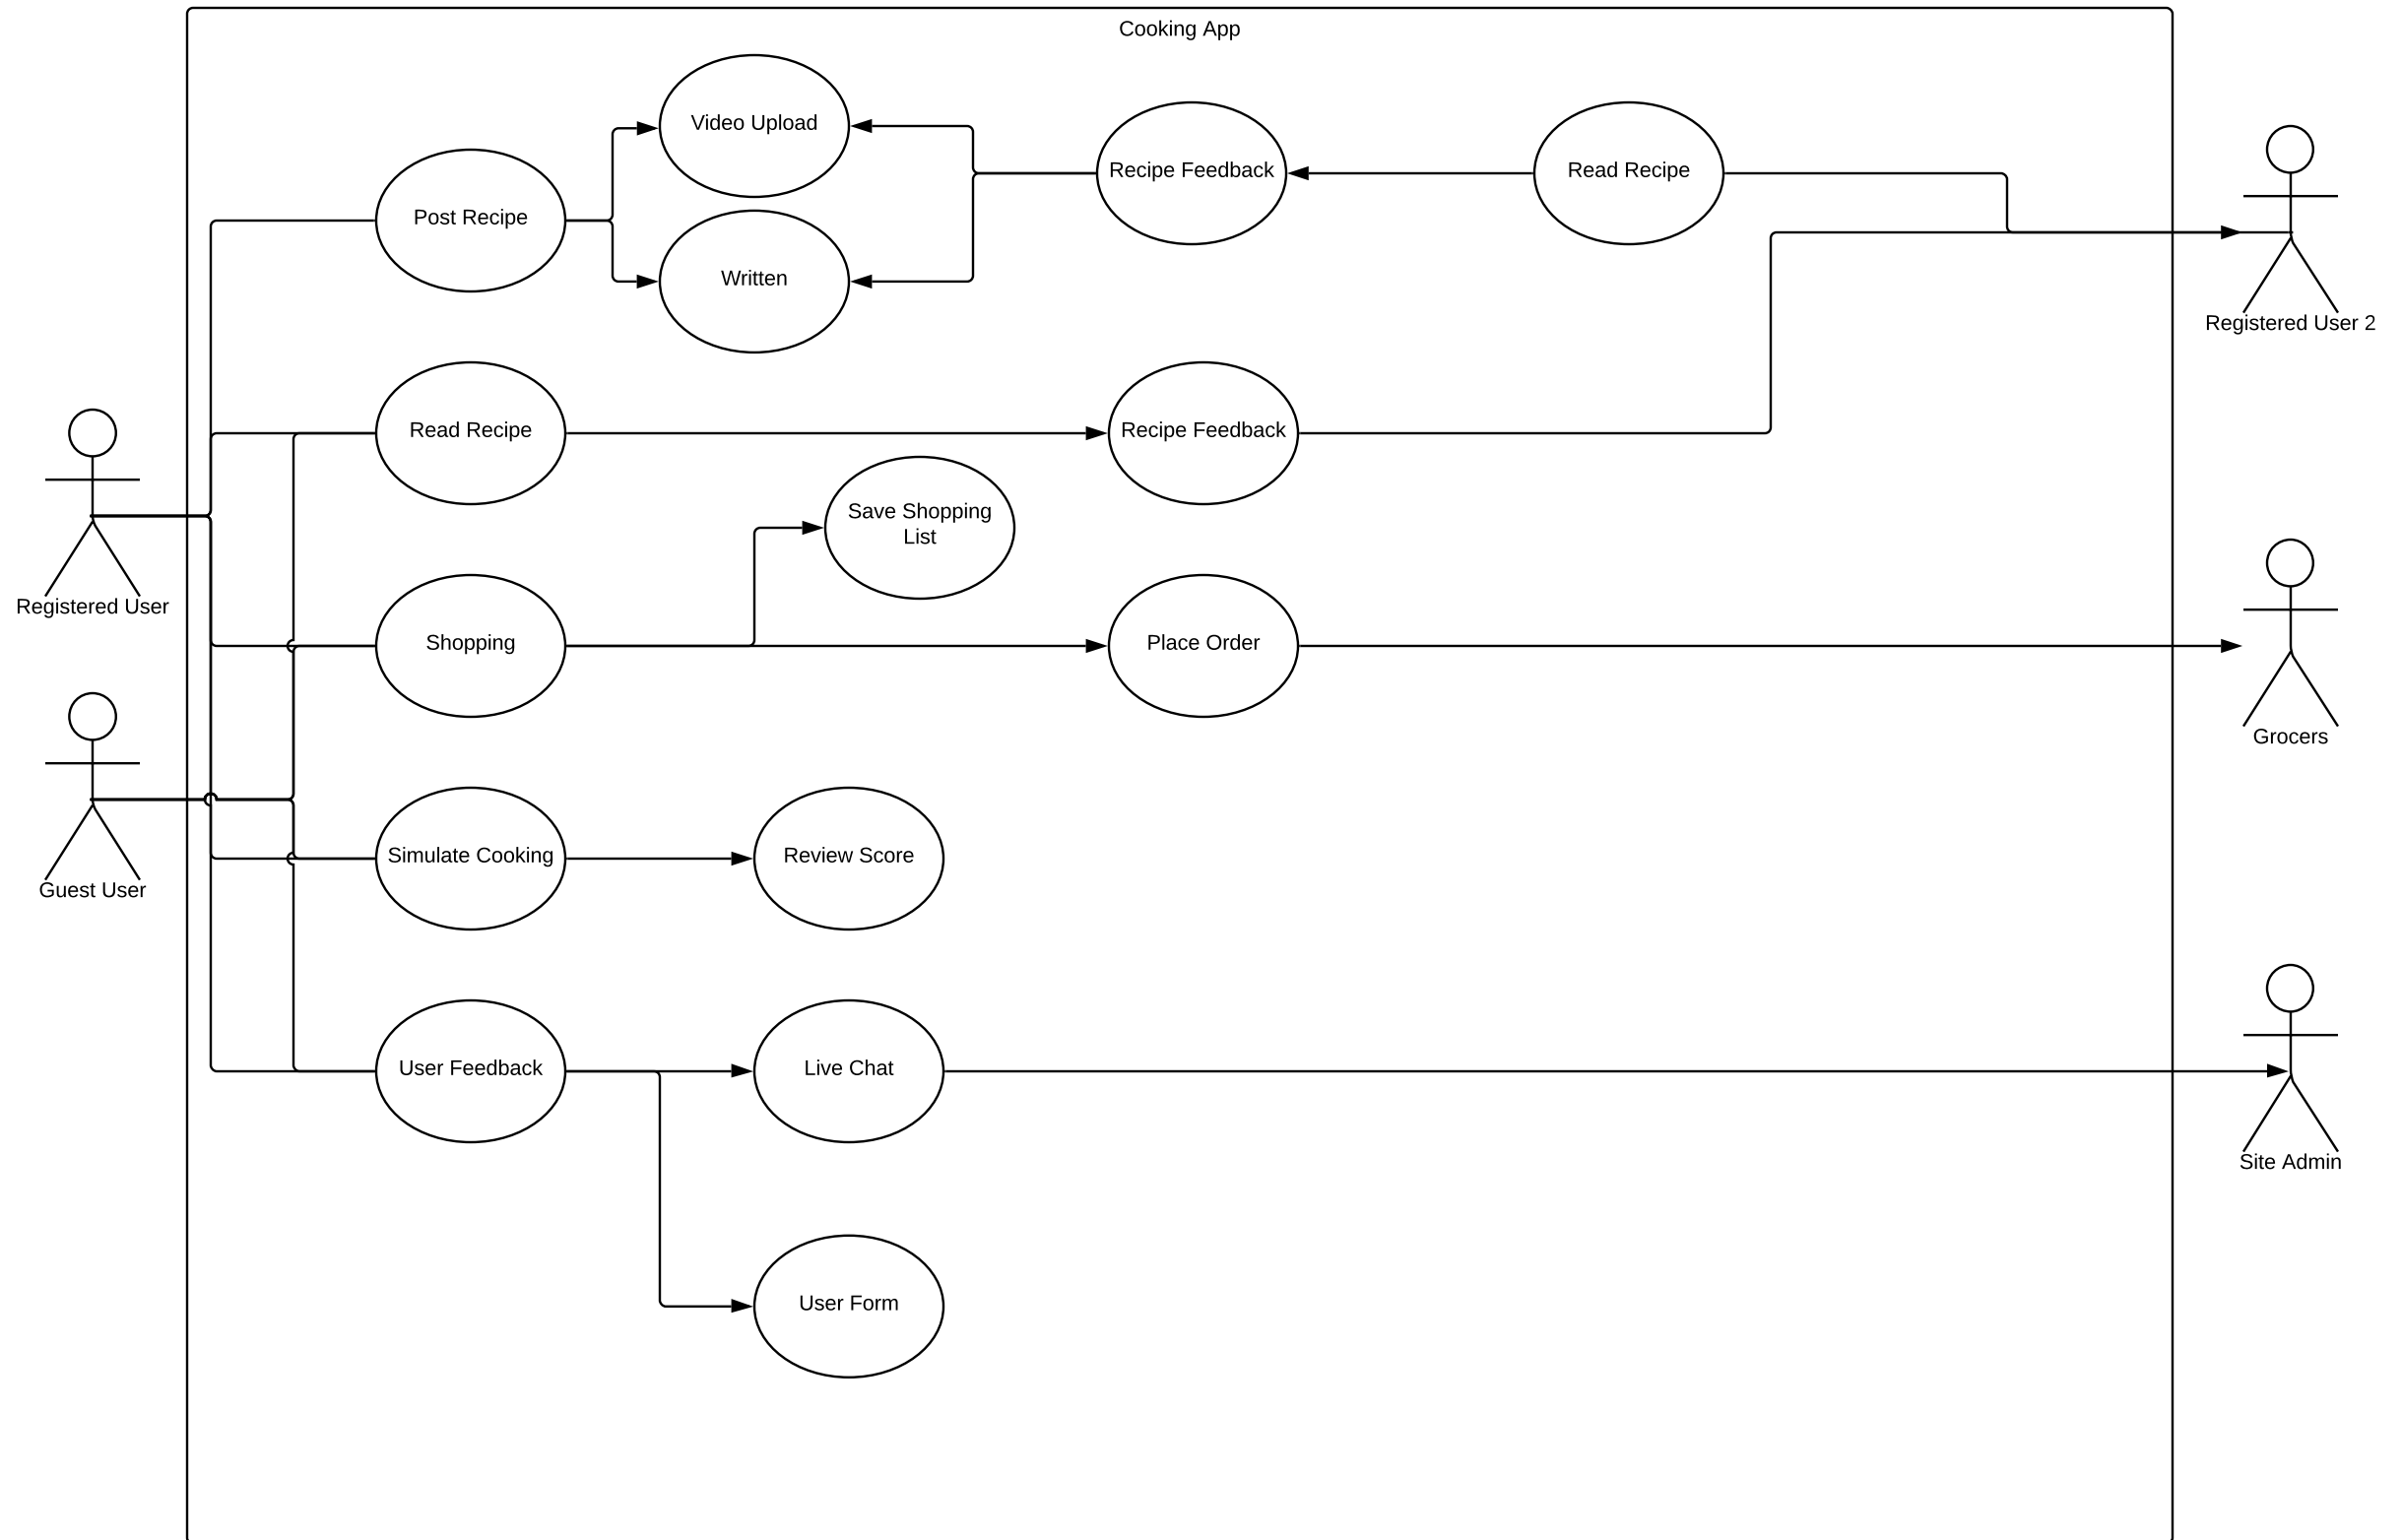 Cooking App
Video Upload
Recipe Feedback
Read Recipe
Post Recipe
Written
Registered User 2
Read Recipe
Recipe Feedback
Save Shopping
List
Registered User
Shopping
Place Order
Grocers
Simulate Cooking
Review Score
Guest User
User Feedback
Live Chat
Site Admin
User Form